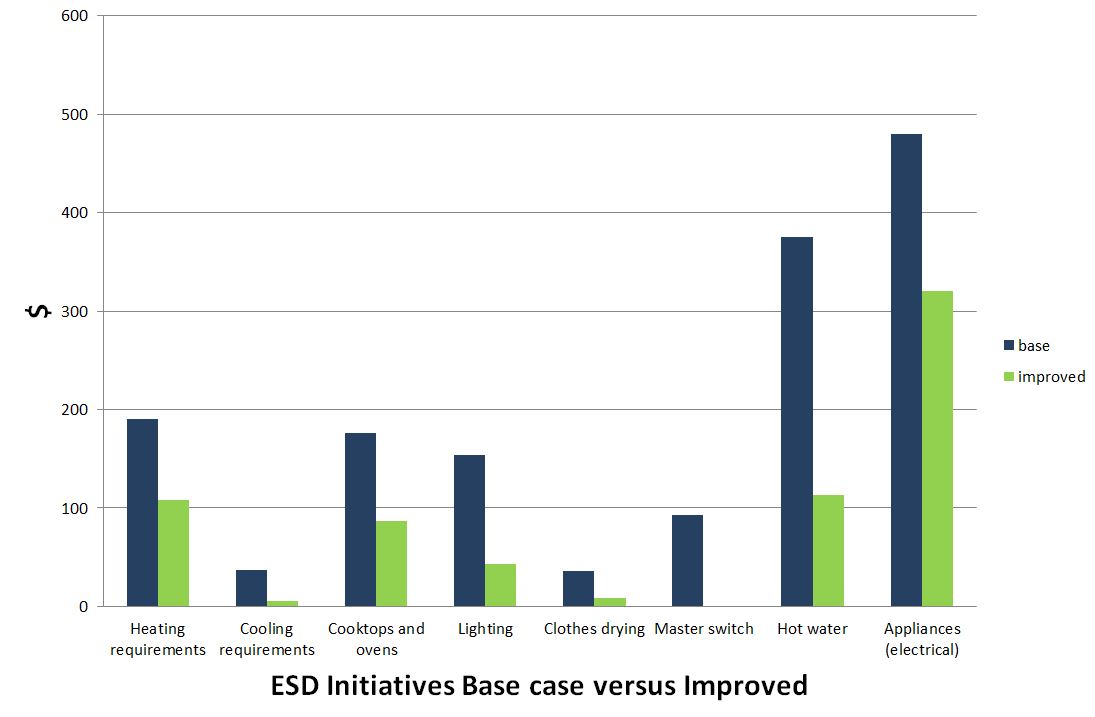 600
500
400
300
200
100
0
$
Heating requirements
Cooling requirements
Cooktops and ovens
Lighting
Clothes drying
Master switch
Hot water
Appliances (electrical)
ESD Initiatives Base case versus Improved
base
improved